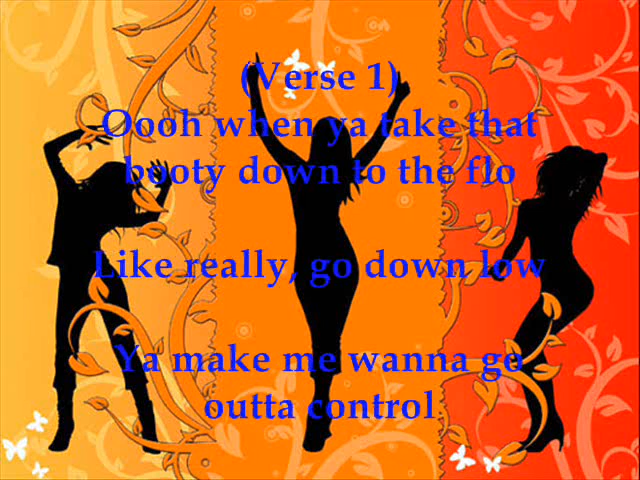 (Verse 1)
Oooh when ya take that
booty down to the flo
Like really, go down low
Ya make me wanna go
outta control